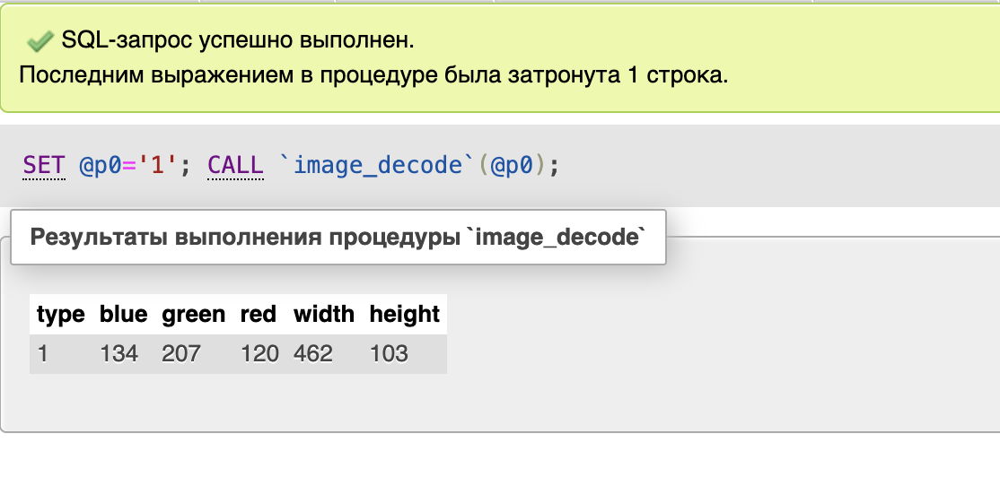 SQL-запрос успешно выполнен.
Последним выражением в процедуре была затронута 1 строка.
SET @p0='1'; CALL `image_decode`(@p0);
Результаты выполнения процедуры `image_decode`
type blue green red width height
1 134 207 120 462 103